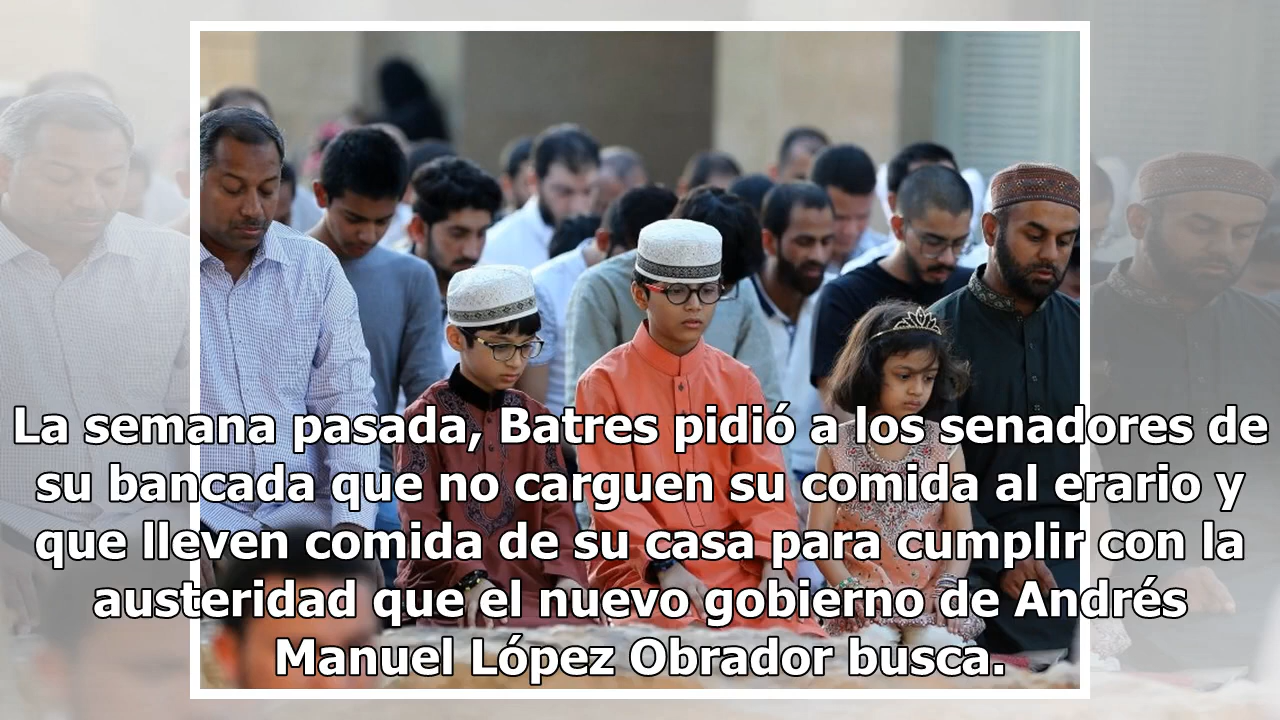 La semana pasada, Batres pidió a los senadores de
su bancada que no carguen su comida al erario y
que lleven comida de su casa para cumplir con la
austeridad que el nuevo gobierno de Andrés
Manuel López Obrador busca.